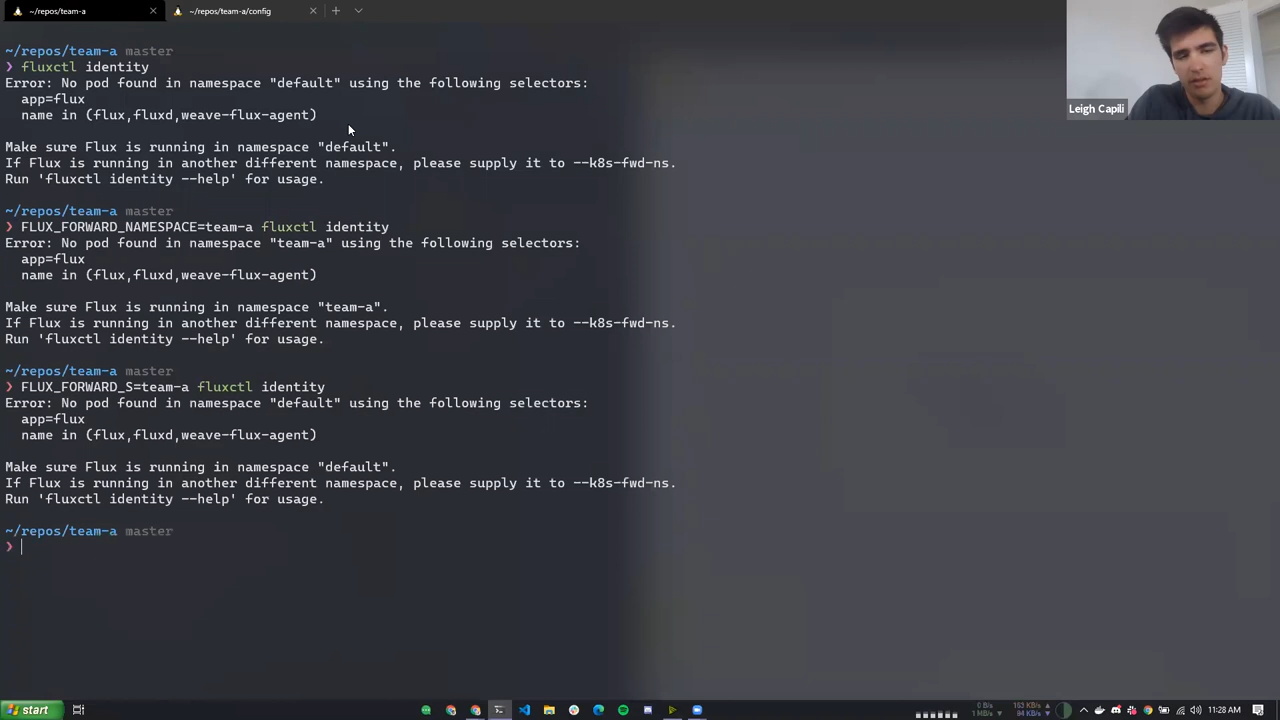 ~/repos/team-a
~/repos/team-a/config
~/repos/team-a master
❯ fluxctl identity
Error: No pod found in namespace "default" using the following selectors:
app=flux
name in (flux,fluxd,weave-flux-agent)
Make sure Flux is running in namespace "default".
If Flux is running in another different namespace, please supply it to --k8s-fwd-ns.
Run 'fluxctl identity --help' for usage.
~/repos/team-a master
❯ FLUX_FORWARD_NAMESPACE=team-a fluxctl identity
Error: No pod found in namespace "team-a" using the following selectors:
app=flux
name in (flux,fluxd,weave-flux-agent)
Make sure Flux is running in namespace "team-a".
If Flux is running in another different namespace, please supply it to --k8s-fwd-ns.
Run 'fluxctl identity --help' for usage.
~/repos/team-a master
❯ FLUX_FORWARD_S=team-a fluxctl identity
Error: No pod found in namespace "default" using the following selectors:
app=flux
name in (flux,fluxd,weave-flux-agent)
Make sure Flux is running in namespace "default".
If Flux is running in another different namespace, please supply it to --k8s-fwd-ns.
Run 'fluxctl identity --help' for usage.
~/repos/team-a master
❯
Leigh Capili
start
0 B/s
153 KB/s
1 MB/s
84 KB/s
11:28 AM